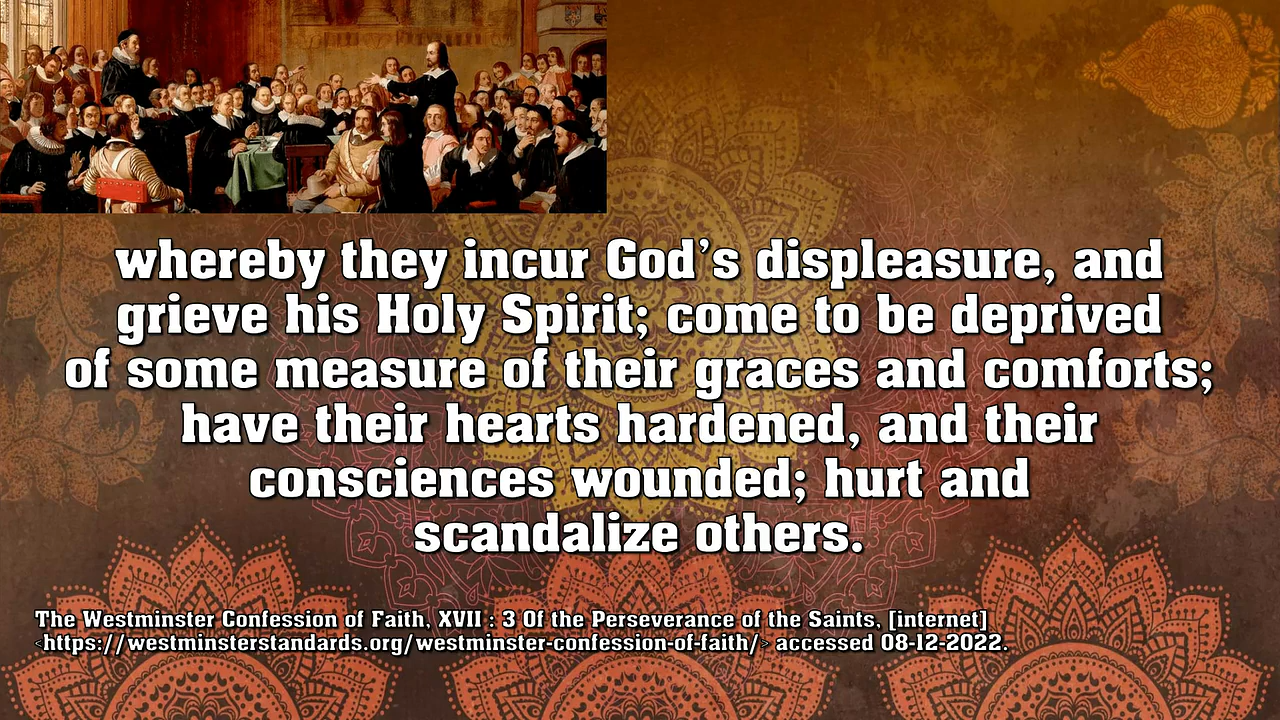 whereby they incur God’s displeasure, and
grieve his Holy Spirit; come to be deprived
of some measure of their graces and comforts;
have their hearts hardened, and their
consciences wounded; hurt and
scandalize others.
The Westminster Confession of Faith, XVII : 3 Of the Perseverance of the Saints, [internet]
<https://westminsterstandards.org/westminster-confession-of-faith/> accessed 08-12-2022.